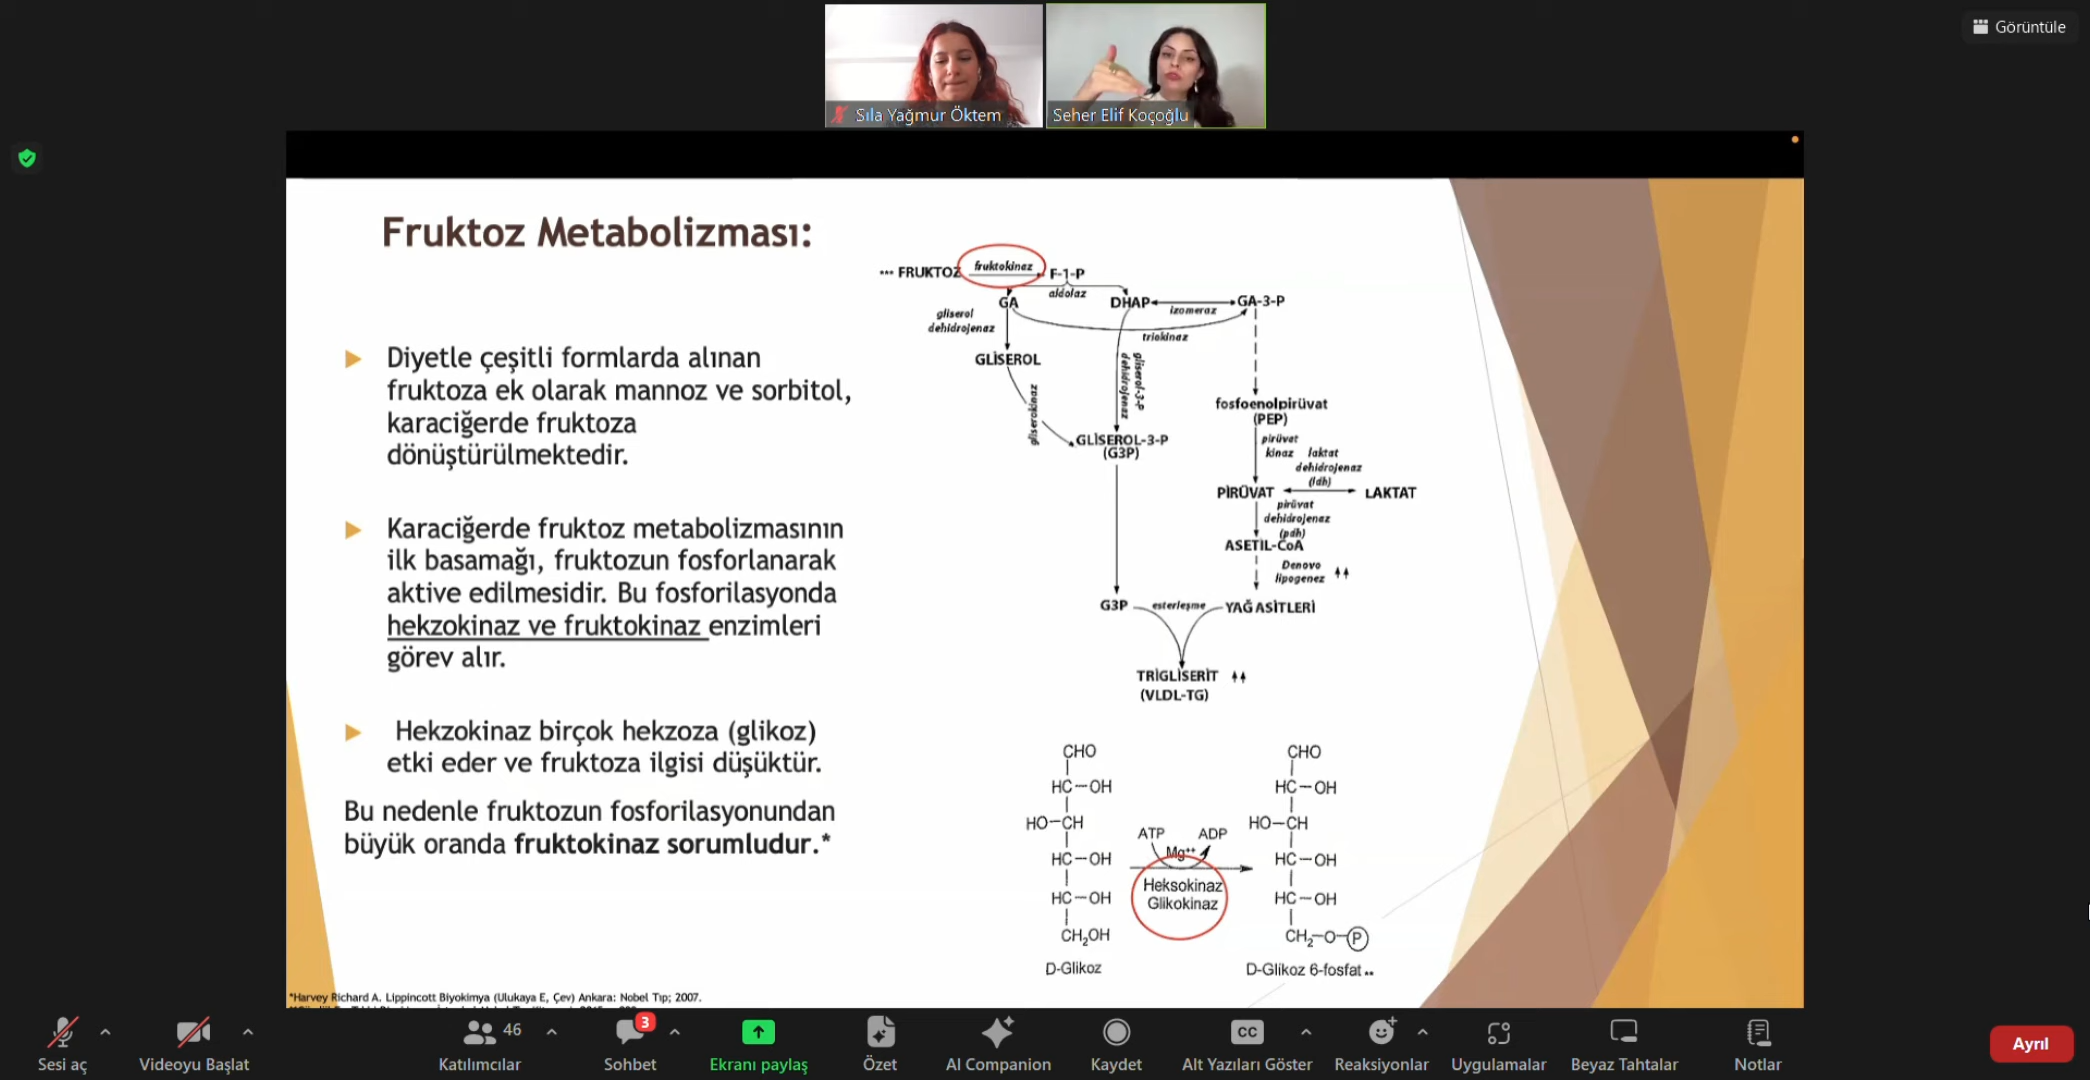 Sıla Yağmur Öktem
Seher Elif Koçoğlu
Görüntüle
Fruktoz Metabolizması:
Diyetle çeşitli formlarda alınan
fruktoza ek olarak mannoz ve sorbitol,
karaciğerde fruktoza
dönüştürülmektedir.
Karaciğerde fruktoz metabolizmasının
ilk basamağı, fruktozun fosforlanarak
aktive edilmesidir. Bu fosforilasyonda
hekzokinaz ve fruktokinaz enzimleri
görev alır.
Hekzokinaz birçok hekzoza (glikoz)
etki eder ve fruktoza ilgisi düşüktür.
Bu nedenle fruktozun fosforilasyonundan
büyük oranda fruktokinaz sorumludur.*
*** FRUKTOZ fruktokinaz F-1-P
aldolaz
GA DHAP izomeraz GA-3-P
gliserol
dehidrojenaz
triokinaz
GLİSEROL
gliserol-3-P
dehidrojenaz
gliserokinaz
GLİSEROL-3-P
(G3P)
fosfoenolpirüvat
(PEP)
pirüvat
kinaz
laktat
dehidrojenaz
(ldh)
PİRÜVAT LAKTAT
pirüvat
dehidrojenaz
(pdh)
ASETİL-CoA
Denovo
lipogenez
G3P esterleşme YAĞ ASİTLERİ
TRİGLİSERİT
(VLDL-TG)
CHO
HC-OH
HO-CH
HC-OH
HC-OH
CH2OH
D-Glikoz
ATP ADP
Mg++
Heksokinaz
Glikokinaz
CHO
HC-OH
HO-CH
HC-OH
HC-OH
CH2-O-P
D-Glikoz 6-fosfat**
*Harvey Richard A. Lippincott Biyokimya (Ulukaya E, Çev) Ankara: Nobel Tıp; 2007.
Sesi aç
Videoyu Başlat
46
Katılımcılar
3
Sohbet
Ekranı paylaş
Özet
AI Companion
Kaydet
CC
Alt Yazıları Göster
Reaksiyonlar
Uygulamalar
Beyaz Tahtalar
Notlar
Ayrıl